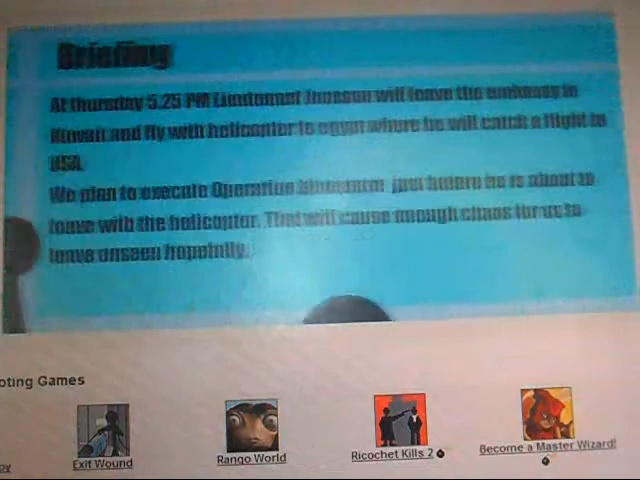 Briefing
At thursday 5.25 PM Lieutenant will leave the embassy in
Kuwait and fly with helicopter to egypt where he will catch a flight to
USA.
We plan to execute Operation just before he is about to
leave with the helicopter. That will cause enough chaos for us to
leave unseen hopefully.
oting Games
Exit Wound
Rango World
Ricochet Kills 2
Become a Master Wizard!